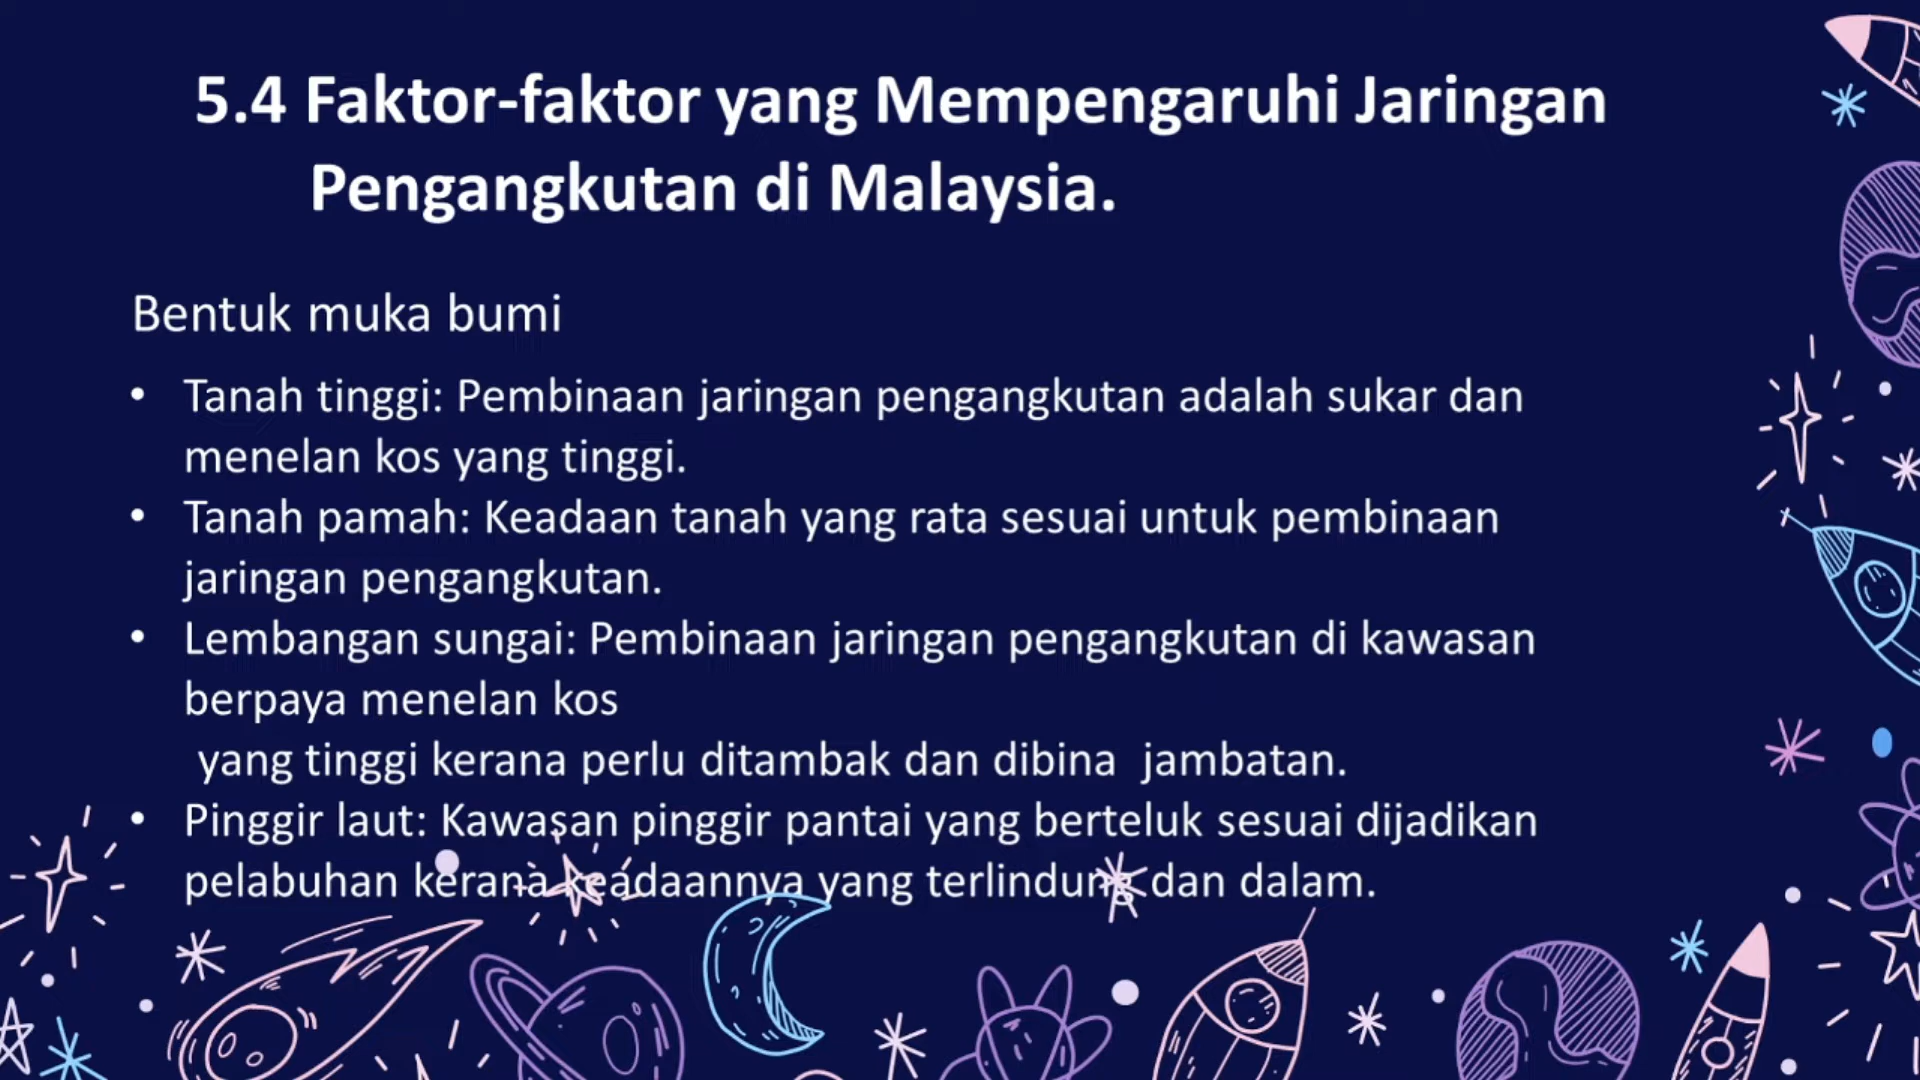 5.4 Faktor-faktor yang Mempengaruhi Jaringan
Pengangkutan di Malaysia.
Bentuk muka bumi
• Tanah tinggi: Pembinaan jaringan pengangkutan adalah sukar dan
menelan kos yang tinggi.
• Tanah pamah: Keadaan tanah yang rata sesuai untuk pembinaan
jaringan pengangkutan.
• Lembangan sungai: Pembinaan jaringan pengangkutan di kawasan
berpaya menelan kos
yang tinggi kerana perlu ditambak dan dibina  jambatan.
• Pinggir laut: Kawasan pinggir pantai yang berteluk sesuai dijadikan
pelabuhan kerana keadaannya yang terlindung dan dalam.